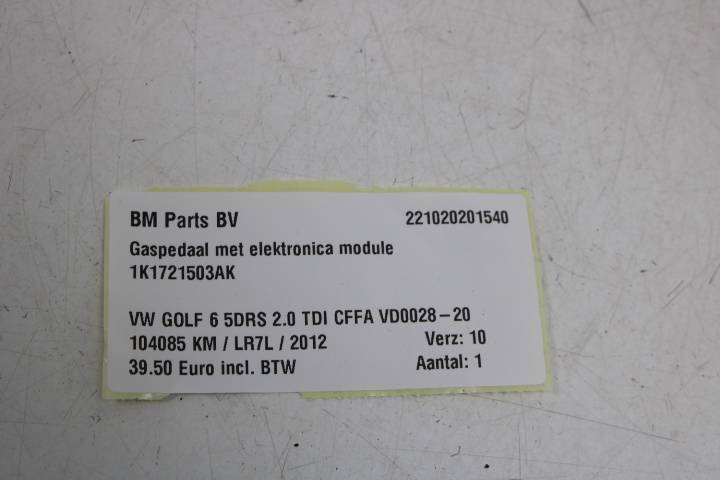 BM Parts BV 221020201540
Gaspedaal met elektronica module
1K1721503AK
VW GOLF 6 5DRS 2.0 TDI CFFA VD0028-20
104085 KM / LR7L / 2012 Verz: 10
39.50 Euro incl. BTW Aantal: 1